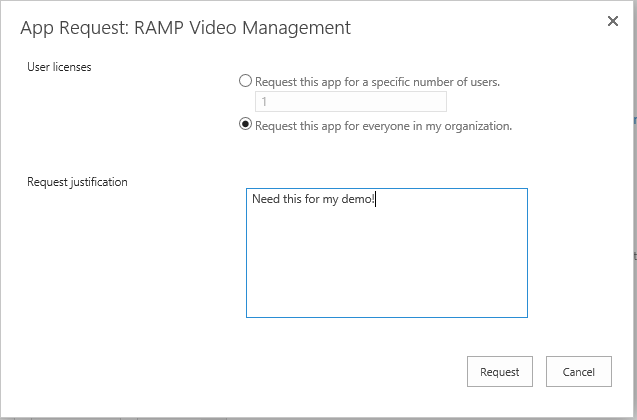 App Request: RAMP Video Management
User licenses
Request this app for a specific number of users.
1
Request this app for everyone in my organization.
Request justification
Need this for my demo!
Request
Cancel